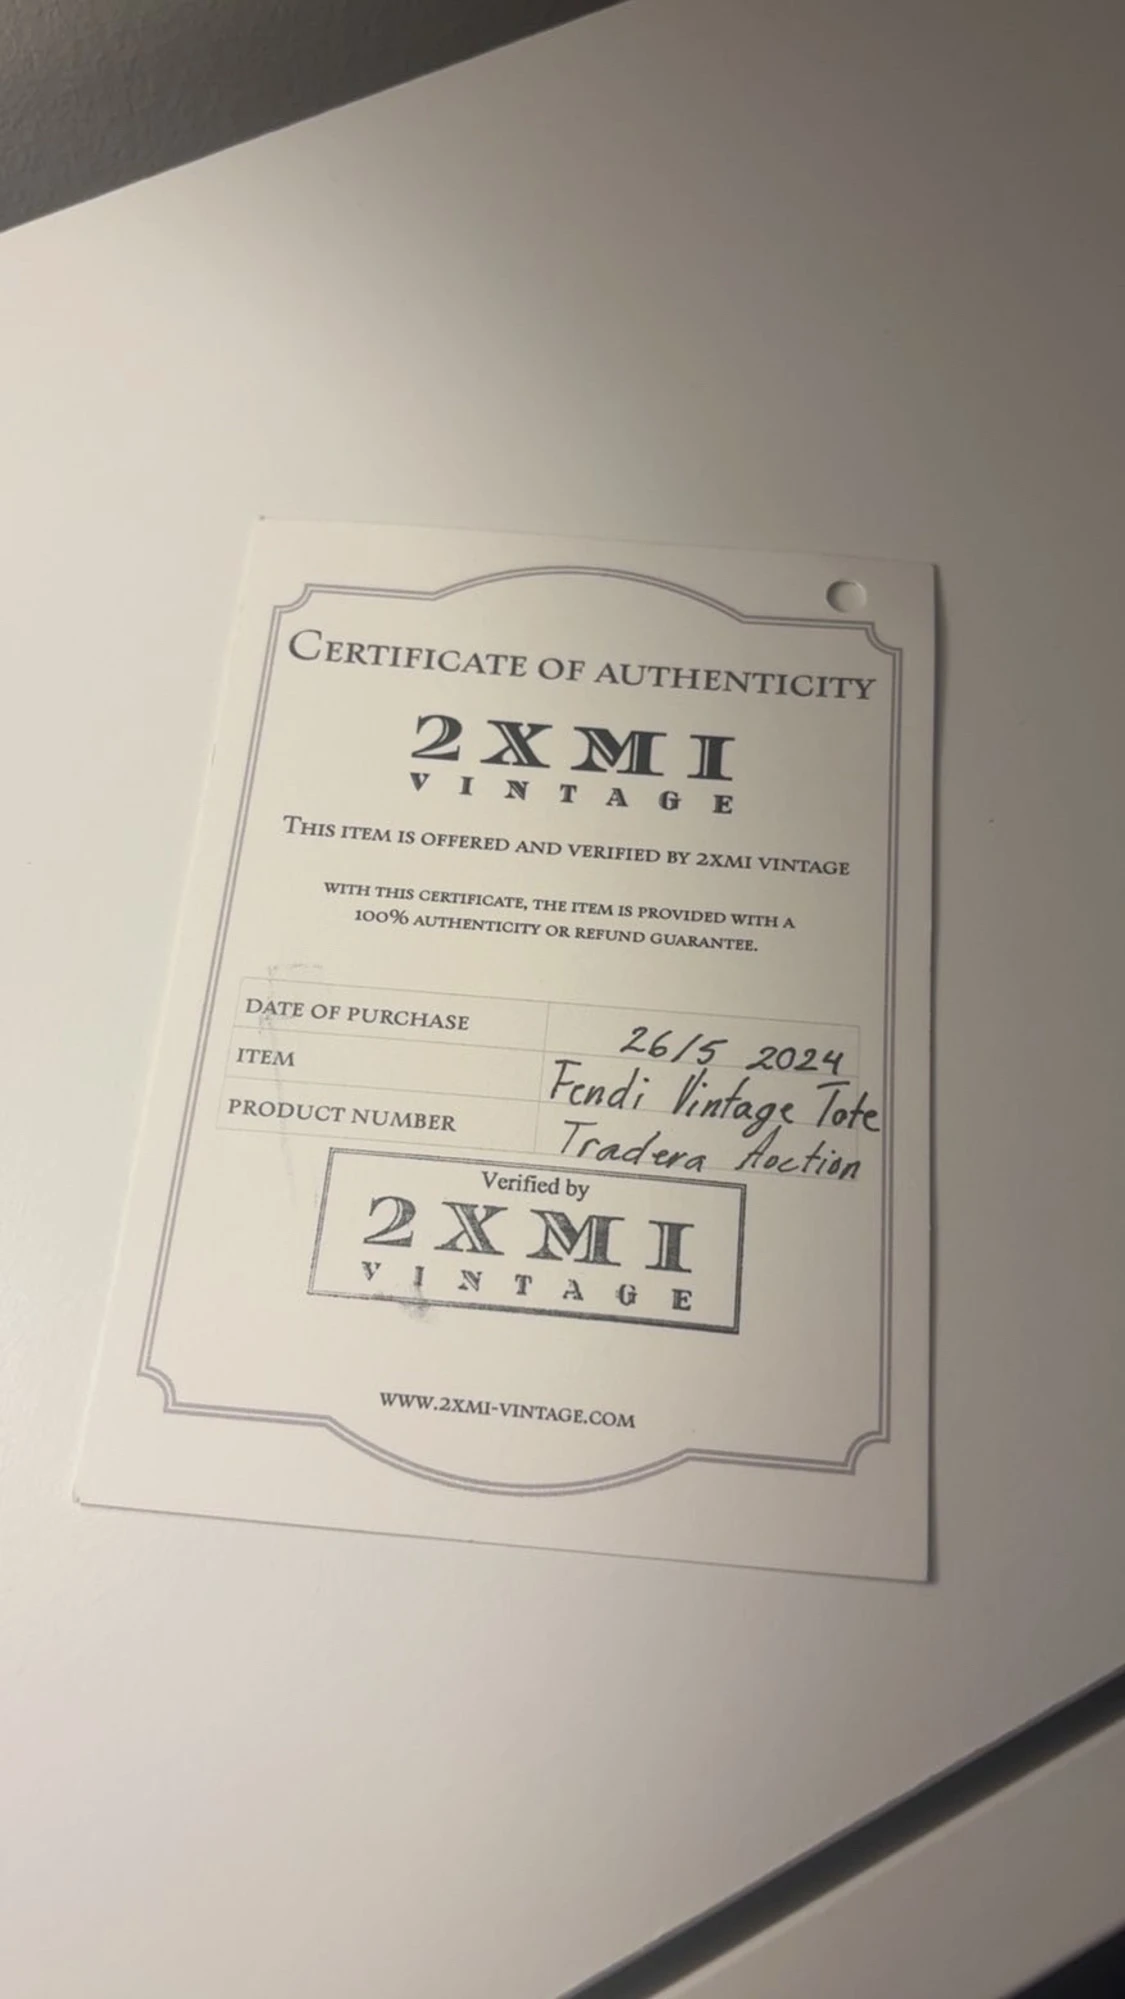 CERTIFICATE OF AUTHENTICITY
2XMI
VINTAGE
THIS ITEM IS OFFERED AND VERIFIED BY 2XMI VINTAGE
WITH THIS CERTIFICATE, THE ITEM IS PROVIDED WITH A
100% AUTHENTICITY OR REFUND GUARANTEE.
DATE OF PURCHASE 26/5 2024
ITEM Fendi Vintage Tote
PRODUCT NUMBER Tradera Auction
Verified by
2XMI
VINTAGE
WWW.2XMI-VINTAGE.COM